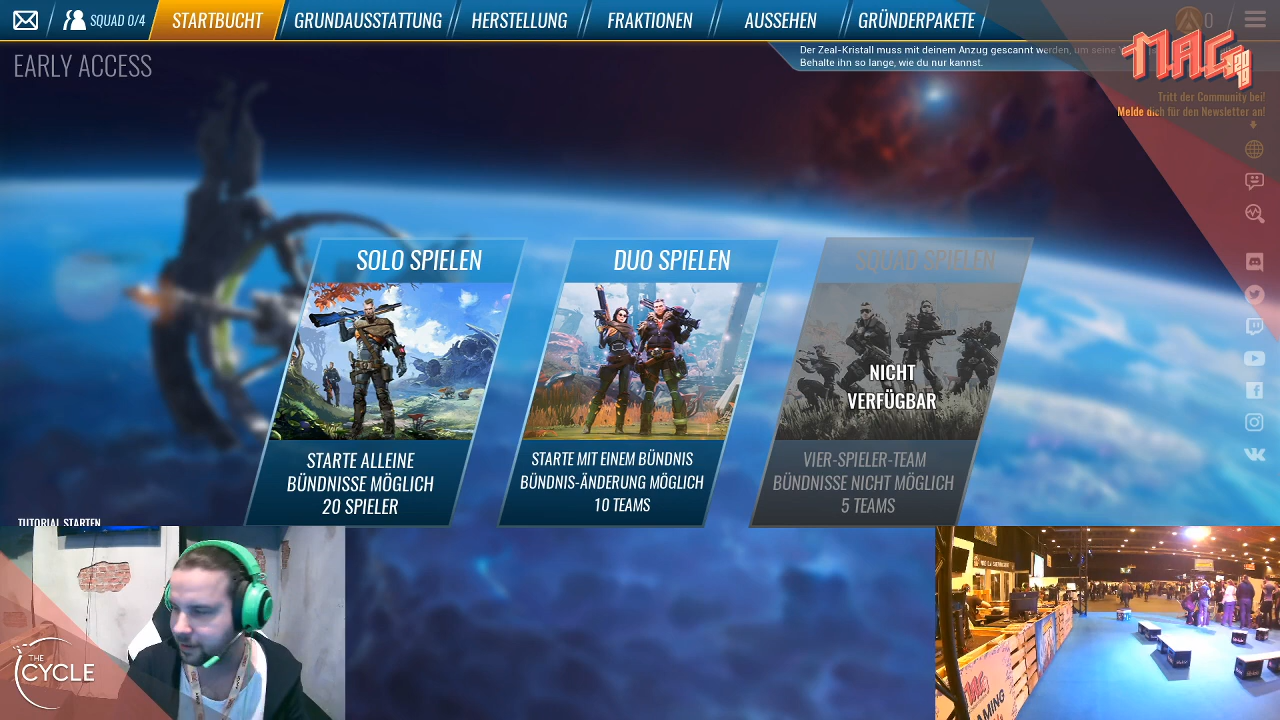 SQUAD 0/4
STARTBUCHT
GRUNDAUSSTATTUNG
HERSTELLUNG
FRAKTIONEN
AUSSEHEN
GRÜNDERPAKETE
0
EARLY ACCESS
Der Zeal-Kristall muss mit deinem Anzug gescannt werden, um seine
Behalte ihn so lange, wie du nur kannst.
M.A.G.
2019
Tritt der Community bei!
Melde dich für den Newsletter an!
SOLO SPIELEN
STARTE ALLEINE
BÜNDNISSE MÖGLICH
20 SPIELER
DUO SPIELEN
STARTE MIT EINEM BÜNDNIS
BÜNDNIS-ÄNDERUNG MÖGLICH
10 TEAMS
SQUAD SPIELEN
NICHT
VERFÜGBAR
VIER-SPIELER-TEAM
BÜNDNISSE NICHT MÖGLICH
5 TEAMS
TUTORIAL STARTEN
THE
CYCLE
MAG
GAMING